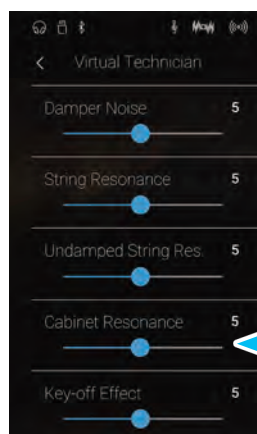 Virtual Technician
Damper Noise 5
String Resonance 5
Undamped String Res. 5
Cabinet Resonance 5
Key-off Effect 5